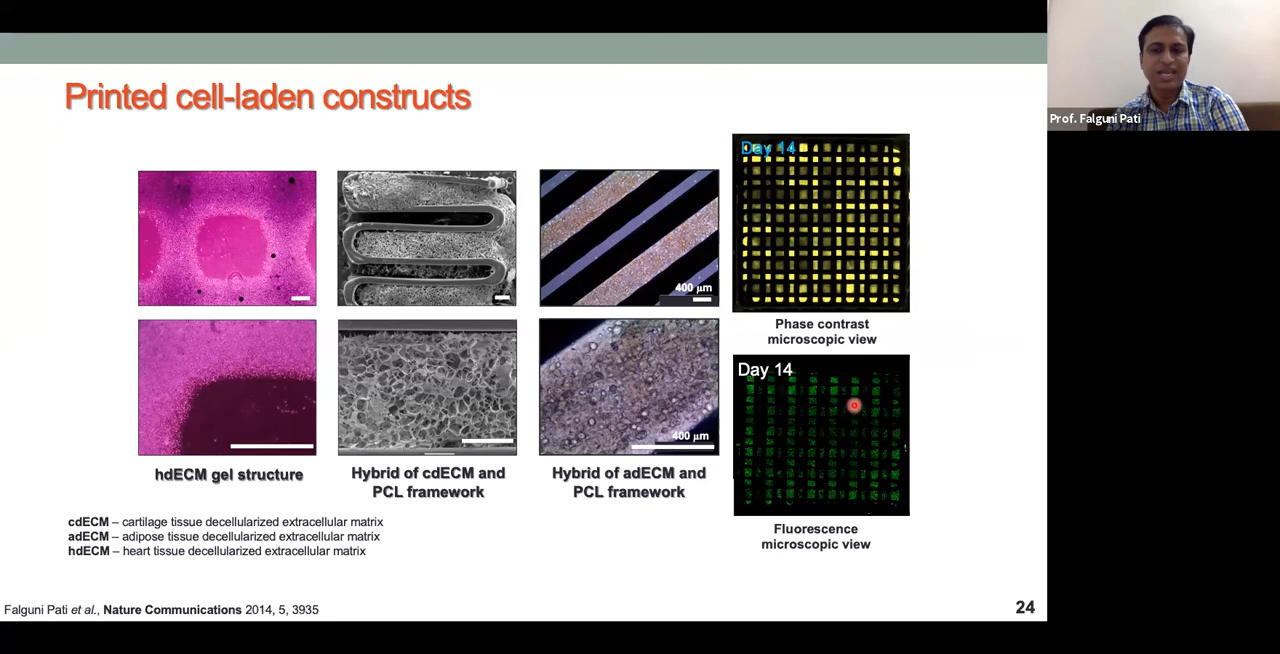 Printed cell-laden constructs
Prof. Falguni Pati
Day 14
400 μm
Phase contrast
microscopic view
Day 14
400 μm
hdECM gel structure
Hybrid of cdECM and
PCL framework
Hybrid of adECM and
PCL framework
Fluorescence
microscopic view
cdECM – cartilage tissue decellularized extracellular matrix
adECM – adipose tissue decellularized extracellular matrix
hdECM – heart tissue decellularized extracellular matrix
Falguni Pati et al., Nature Communications 2014, 5, 3935
24